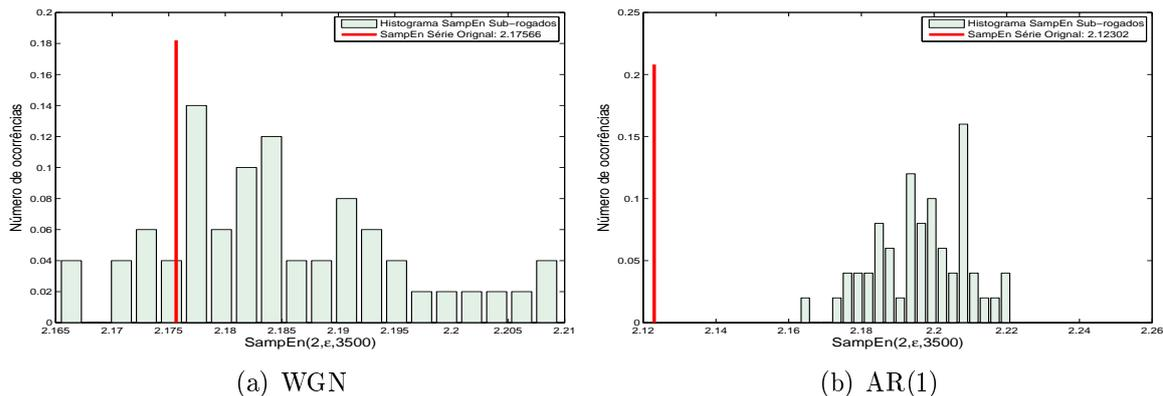 Histograma SampEn Sub−rogados
SampEn Série Orignal: 2.17566
Número de ocorrências
0.2
0.18
0.16
0.14
0.12
0.1
0.08
0.06
0.04
0.02
0
2.165 2.17 2.175 2.18 2.185 2.19 2.195 2.2 2.205 2.21
SampEn(2,ε,3500)
(a) WGN
Histograma SampEn Sub−rogados
SampEn Série Orignal: 2.12302
Número de ocorrências
0.25
0.2
0.15
0.1
0.05
0
2.12 2.14 2.16 2.18 2.2 2.22 2.24 2.26
SampEn(2,ε,3500)
(b) AR(1)